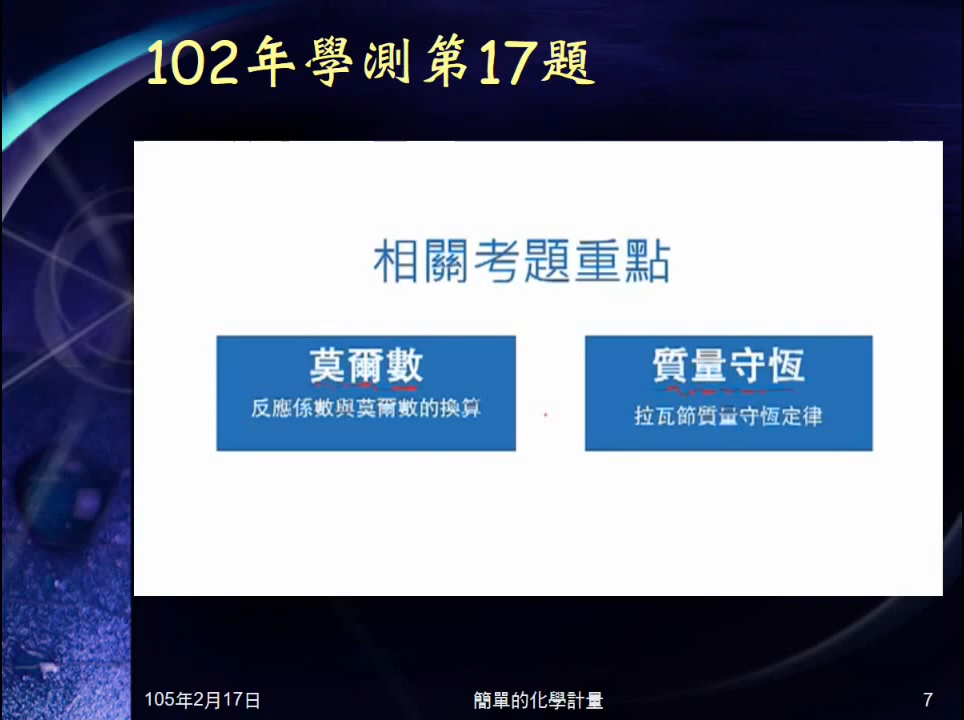 102年學測第17題
相關考題重點
莫爾數
反應係數與莫爾數的換算
質量守恆
拉瓦節質量守恆定律
105年2月17日
簡單的化學計量
7